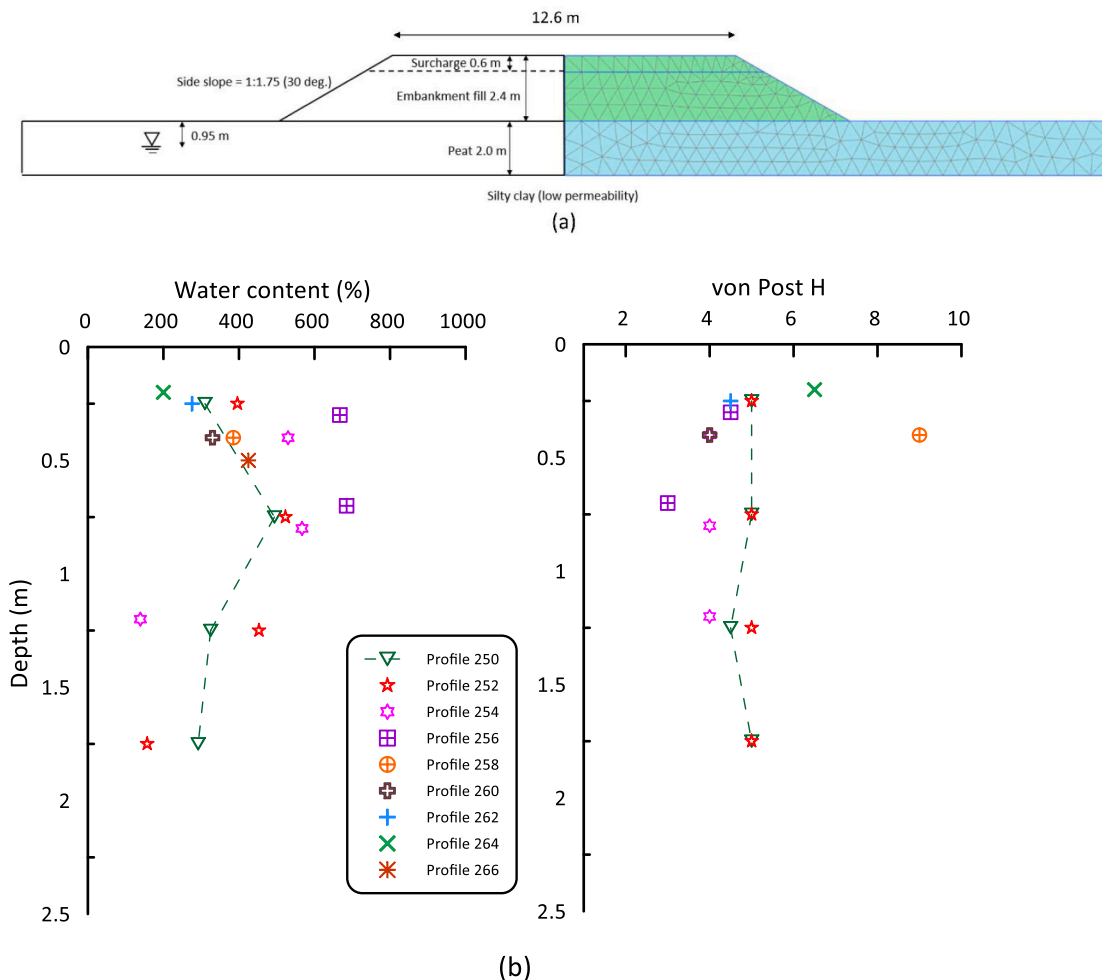 12.6 m
Surcharge 0.6 m
Side slope = 1:1.75 (30 deg.)
Embankment fill 2.4 m
0.95 m
Peat 2.0 m
Silty clay (low permeability)
(a)
Water content (%)
0 200 400 600 800 1000
0
0.5
1
1.5
2
2.5
Depth (m)
Profile 250
Profile 252
Profile 254
Profile 256
Profile 258
Profile 260
Profile 262
Profile 264
Profile 266
von Post H
2 4 6 8 10
0
0.5
1
1.5
2
2.5
(b)